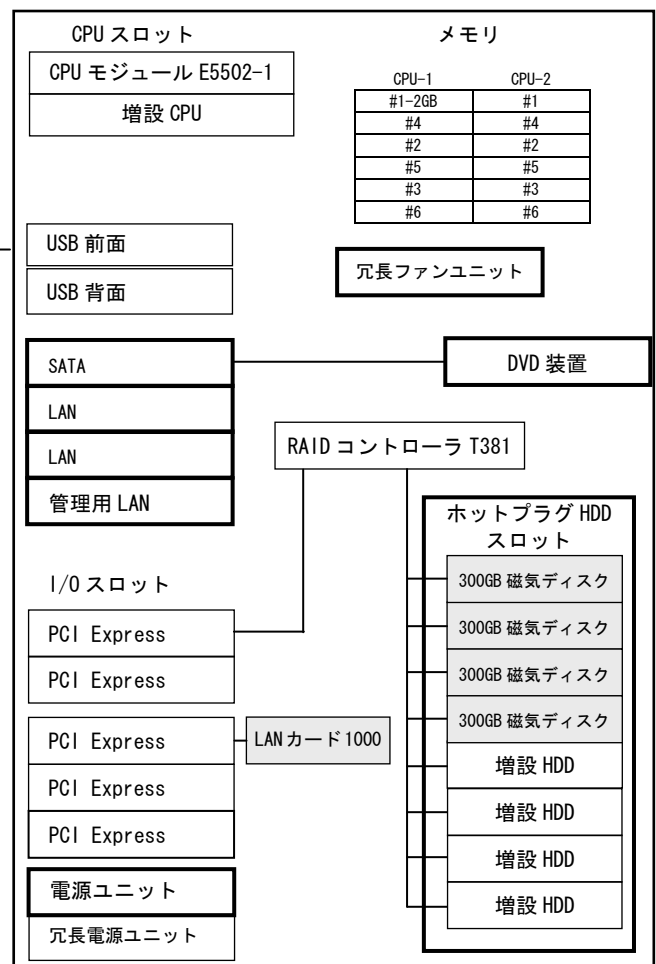 CPU スロット
CPU モジュール E5502-1
増設 CPU
メモリ
CPU-1 CPU-2
#1-2GB #1
#4 #4
#2 #2
#5 #5
#3 #3
#6 #6
USB 前面
USB 背面
冗長ファンユニット
SATA
LAN
LAN
管理用 LAN
DVD 装置
RAID コントローラ T381
ホットプラグ HDD
スロット
300GB 磁気ディスク
300GB 磁気ディスク
300GB 磁気ディスク
300GB 磁気ディスク
増設 HDD
増設 HDD
増設 HDD
増設 HDD
I/O スロット
PCI Express
PCI Express
PCI Express
LAN カード 1000
PCI Express
PCI Express
電源ユニット
冗長電源ユニット